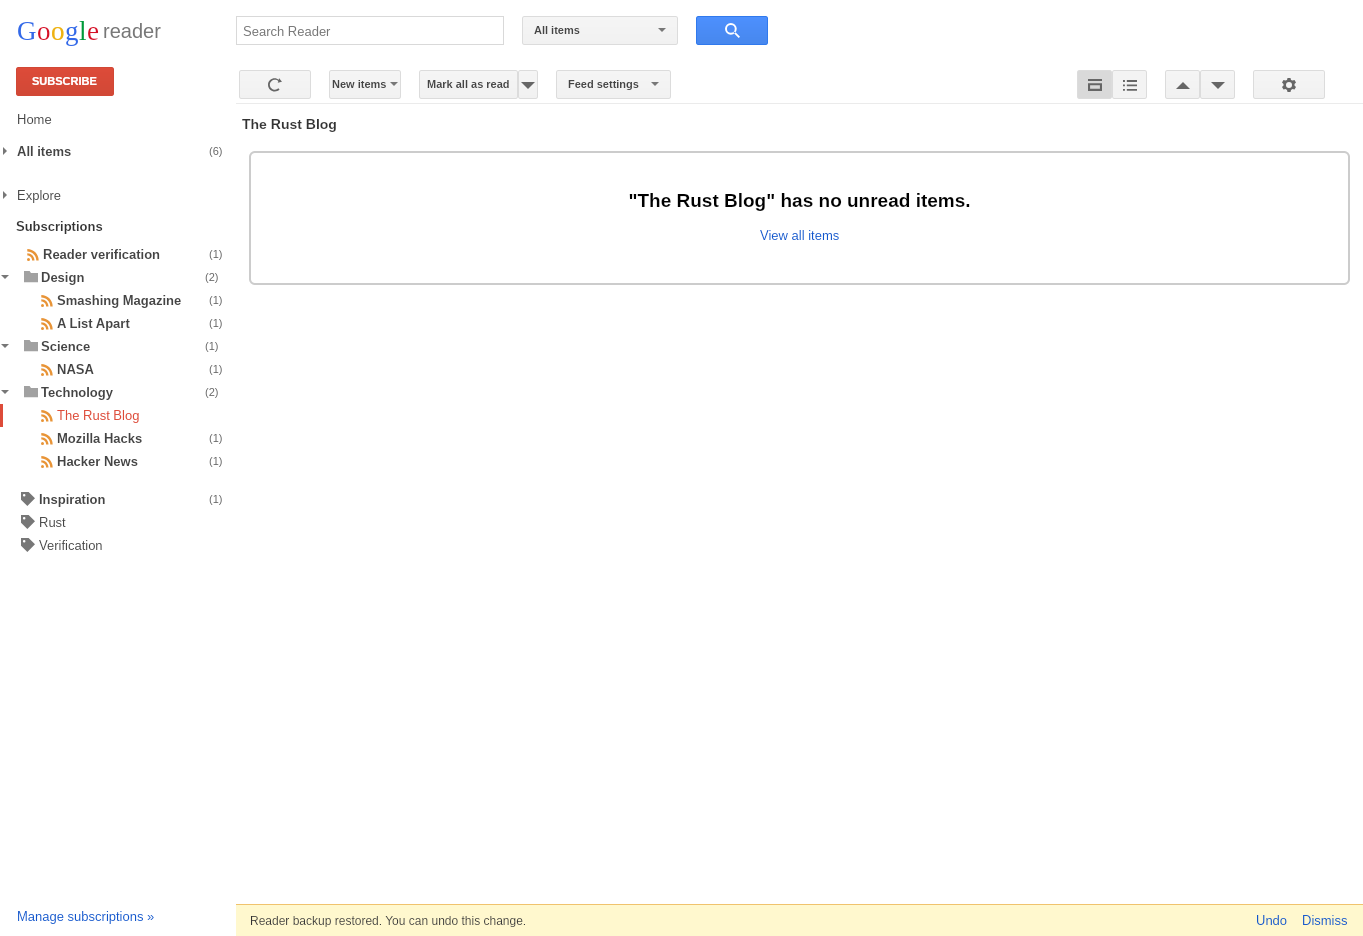 Google reader
Search Reader
All items
SUBSCRIBE
New items
Mark all as read
Feed settings
Home
All items (6)
Explore
Subscriptions
Reader verification (1)
Design (2)
Smashing Magazine (1)
A List Apart (1)
Science (1)
NASA (1)
Technology (2)
The Rust Blog
Mozilla Hacks (1)
Hacker News (1)
Inspiration (1)
Rust
Verification
Manage subscriptions »
The Rust Blog
"The Rust Blog" has no unread items.
View all items
Reader backup restored. You can undo this change. Undo Dismiss